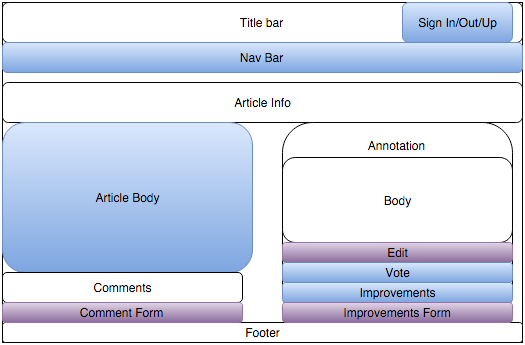 Title bar
Sign In/Out/Up
Nav Bar
Article Info
Article Body
Comments
Comment Form
Annotation
Body
Edit
Vote
Improvements
Improvements Form
Footer